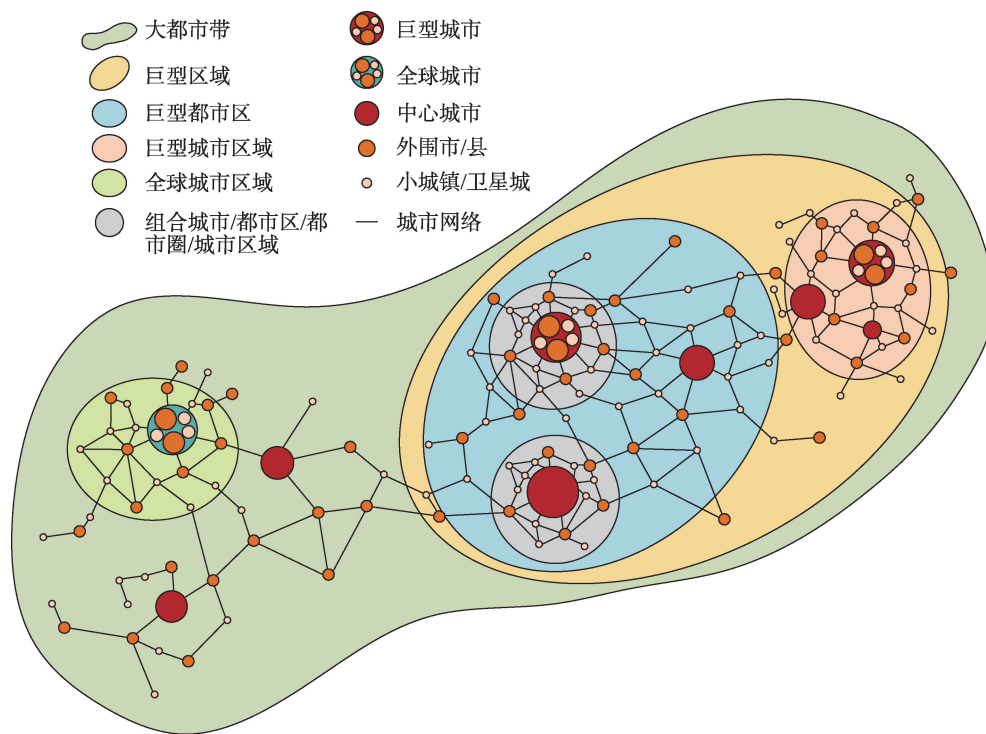 大都市带
巨型区域
巨型都市区
巨型城市区域
全球城市区域
组合城市/都市区/都
市圈/城市区域
巨型城市
全球城市
中心城市
外围市/县
小城镇/卫星城
城市网络